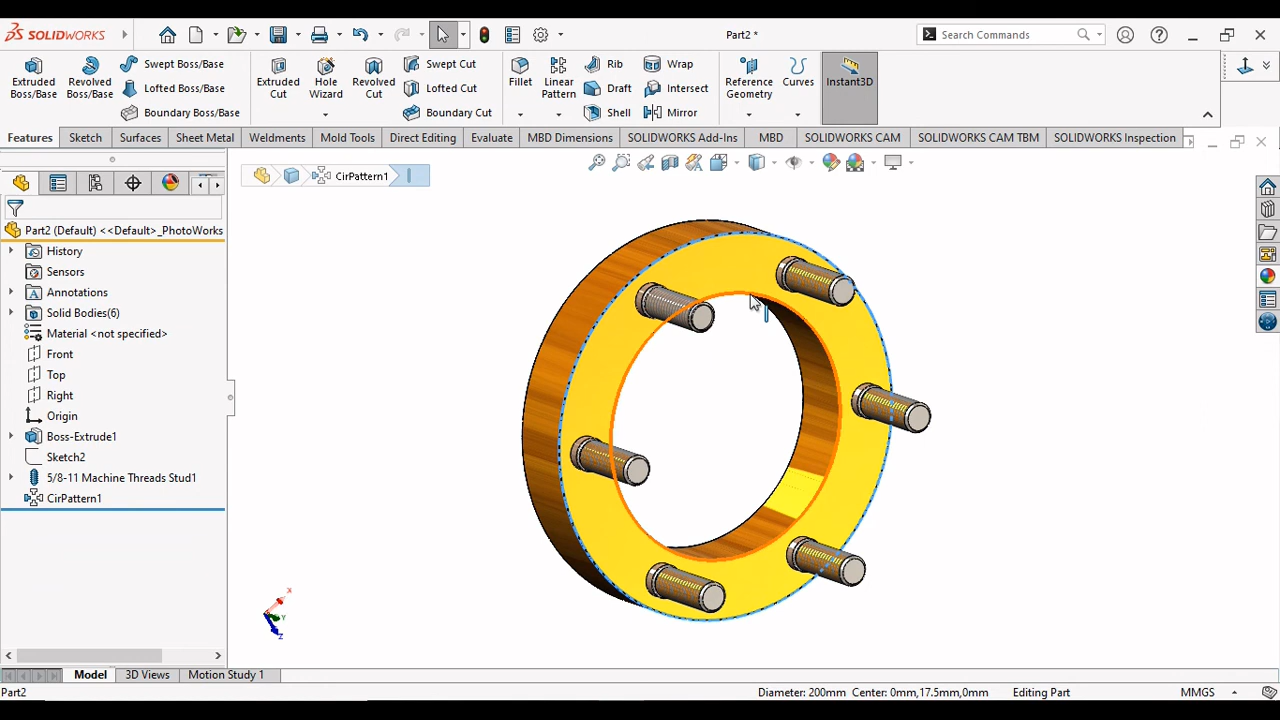 SOLIDWORKS
Part2 *
Search Commands
Extruded Boss/Base
Revolved Boss/Base
Swept Boss/Base
Lofted Boss/Base
Boundary Boss/Base
Extruded Cut
Hole Wizard
Revolved Cut
Swept Cut
Lofted Cut
Boundary Cut
Fillet
Linear Pattern
Rib
Draft
Shell
Wrap
Intersect
Mirror
Reference Geometry
Curves
Instant3D
Features Sketch Surfaces Sheet Metal Weldments Mold Tools Direct Editing Evaluate MBD Dimensions SOLIDWORKS Add-Ins MBD SOLIDWORKS CAM SOLIDWORKS CAM TBM SOLIDWORKS Inspection
CirPattern1
Part2 (Default) <<Default>_PhotoWorks
History
Sensors
Annotations
Solid Bodies(6)
Material <not specified>
Front
Top
Right
Origin
Boss-Extrude1
Sketch2
5/8-11 Machine Threads Stud1
CirPattern1
X
Y
Z
Model 3D Views Motion Study 1
Part2 Diameter: 200mm Center: 0mm,17.5mm,0mm Editing Part MMGS